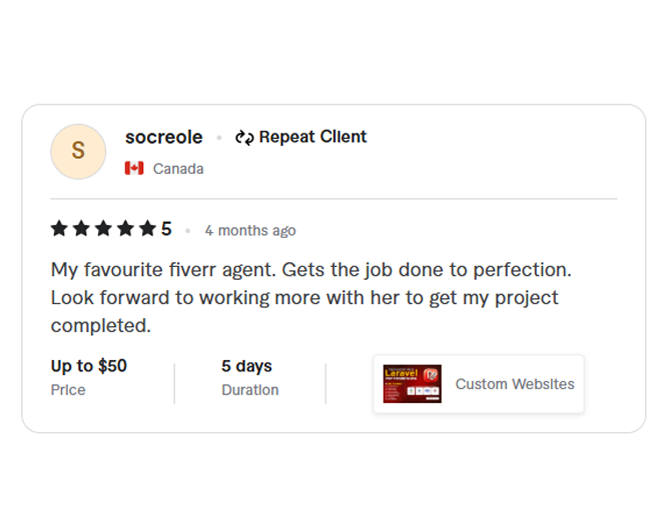 S
socreole
Repeat Client
Canada
5
4 months ago
My favourite fiverr agent. Gets the job done to perfection.
Look forward to working more with her to get my project
completed.
Up to $50
Price
5 days
Duration
Laravel
Custom Websites